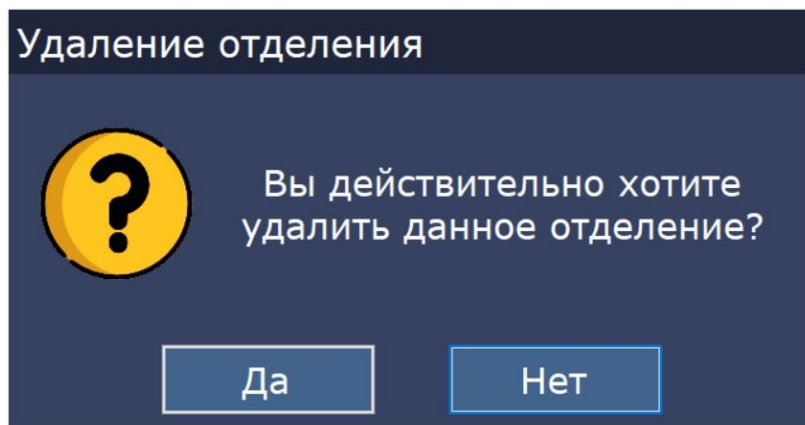 Удаление отделения
Вы действительно хотите
удалить данное отделение?
Да
Нет